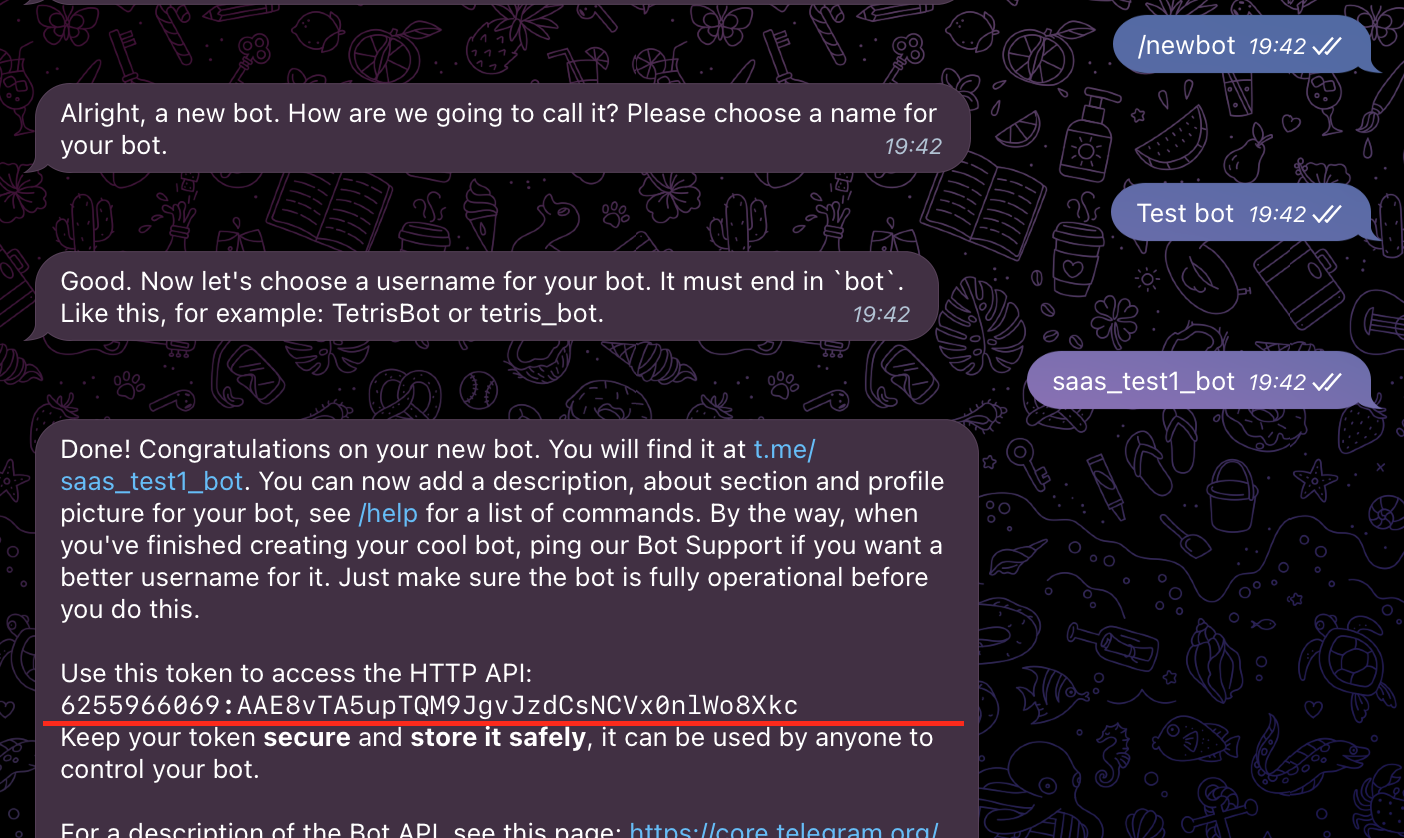 /newbot 19:42
Alright, a new bot. How are we going to call it? Please choose a name for
your bot. 19:42
Test bot 19:42
Good. Now let's choose a username for your bot. It must end in `bot`.
Like this, for example: TetrisBot or tetris_bot. 19:42
saas_test1_bot 19:42
Done! Congratulations on your new bot. You will find it at t.me/
saas_test1_bot. You can now add a description, about section and profile
picture for your bot, see /help for a list of commands. By the way, when
you've finished creating your cool bot, ping our Bot Support if you want a
better username for it. Just make sure the bot is fully operational before
you do this.
Use this token to access the HTTP API:
6255966069:AAE8vTA5upTQM9JgvJzdCsNCVx0nlWo8Xkc
Keep your token secure and store it safely, it can be used by anyone to
control your bot.
For a description of the Bot API, see this page: https://core.telegram.org/